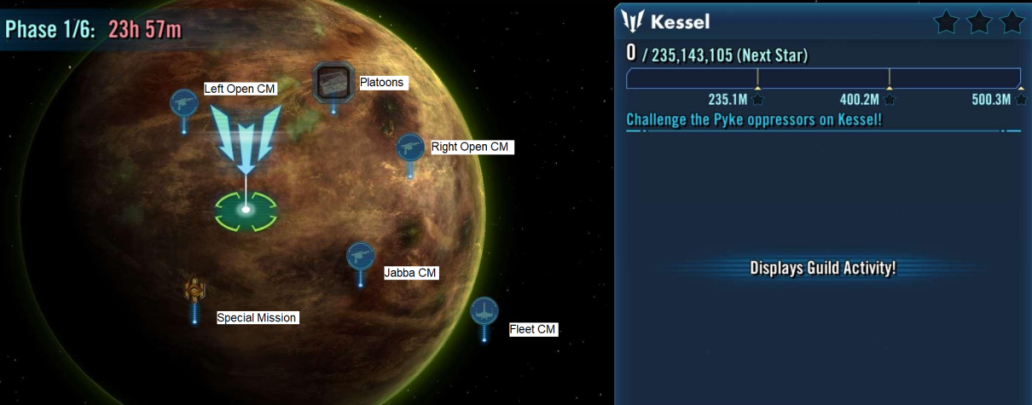 Phase 1/6: 23h 57m
Left Open CM
Platoons
Right Open CM
Jabba CM
Special Mission
Fleet CM
Kessel
0 / 235,143,105 (Next Star)
235.1M 400.2M 500.3M
Challenge the Pyke oppressors on Kessel!
Displays Guild Activity!